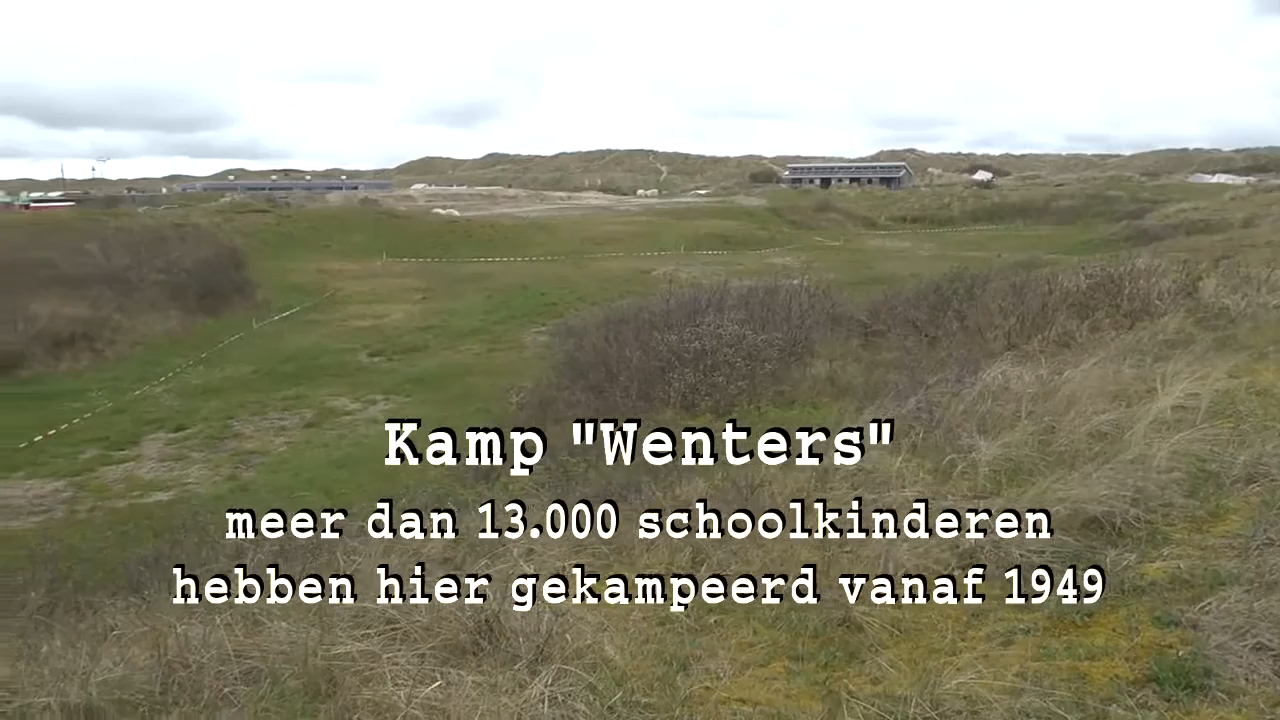 Kamp "Wenters"
meer dan 13.000 schoolkinderen
hebben hier gekampeerd vanaf 1949